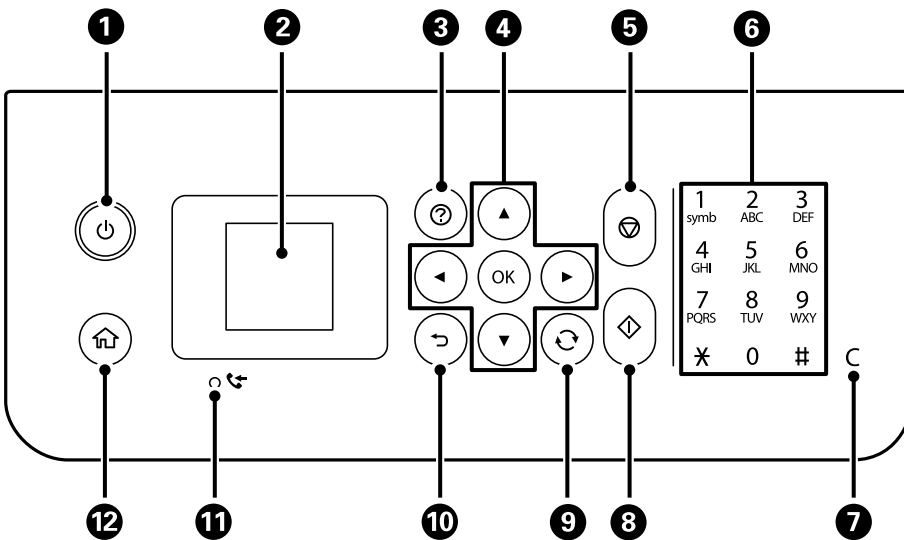 1 2 3 4 5 6
1 2 3
symb ABC DEF
OK
4 5 6
GHI JKL MNO
7 8 9
PQRS TUV WXY
* 0 #
C
12 11 10 9 8 7